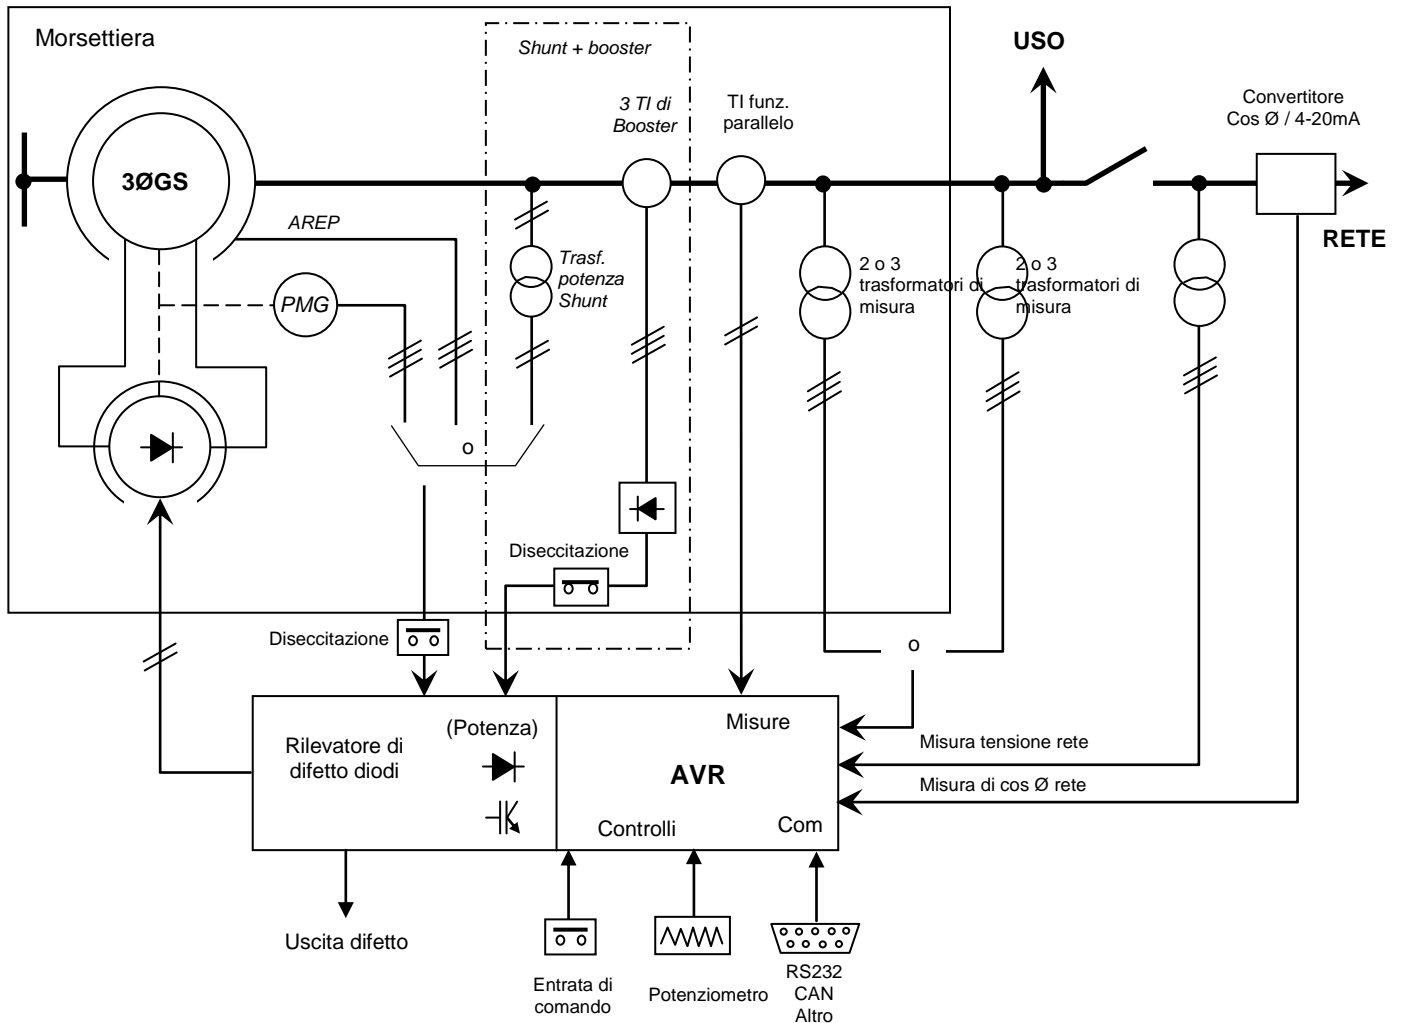 Morsettiera
Shunt + booster
USO
3 TI di
Booster
TI funz.
parallelo
Convertitore
Cos Ø / 4-20mA
3ØGS
AREP
RETE
Trasf.
potenza
Shunt
2 o 3
trasformatori di
misura
2 o 3
trasformatori di
misura
PMG
o
Diseccitazione
Diseccitazione
o
(Potenza)
Misure
Rilevatore di
difetto diodi
AVR
Misura tensione rete
Misura di cos Ø rete
Controlli
Com
Uscita difetto
Entrata di
comando
Potenziometro
RS232
CAN
Altro